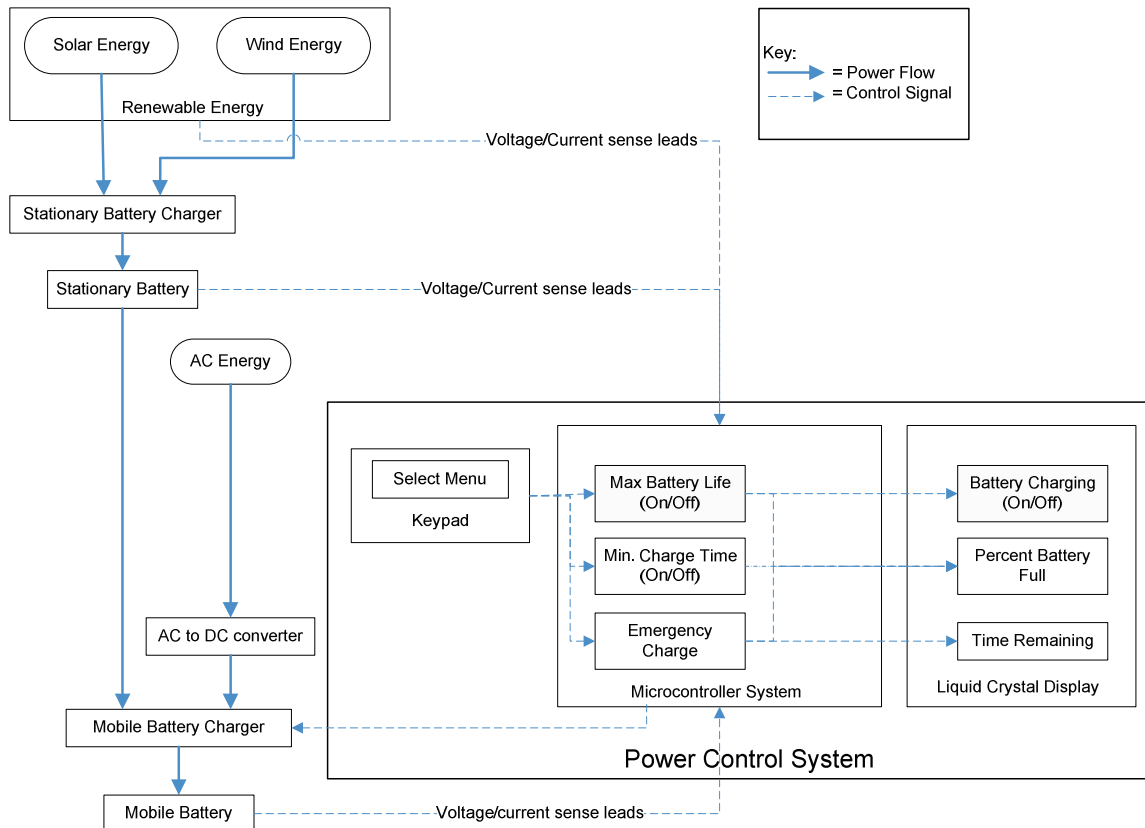 Solar Energy
Wind Energy
Renewable Energy
Key:
= Power Flow
= Control Signal
Voltage/Current sense leads
Stationary Battery Charger
Stationary Battery
Voltage/Current sense leads
AC Energy
AC to DC converter
Mobile Battery Charger
Mobile Battery
Voltage/current sense leads
Select Menu
Keypad
Max Battery Life
(On/Off)
Min. Charge Time
(On/Off)
Emergency
Charge
Microcontroller System
Battery Charging
(On/Off)
Percent Battery
Full
Time Remaining
Liquid Crystal Display
Power Control System